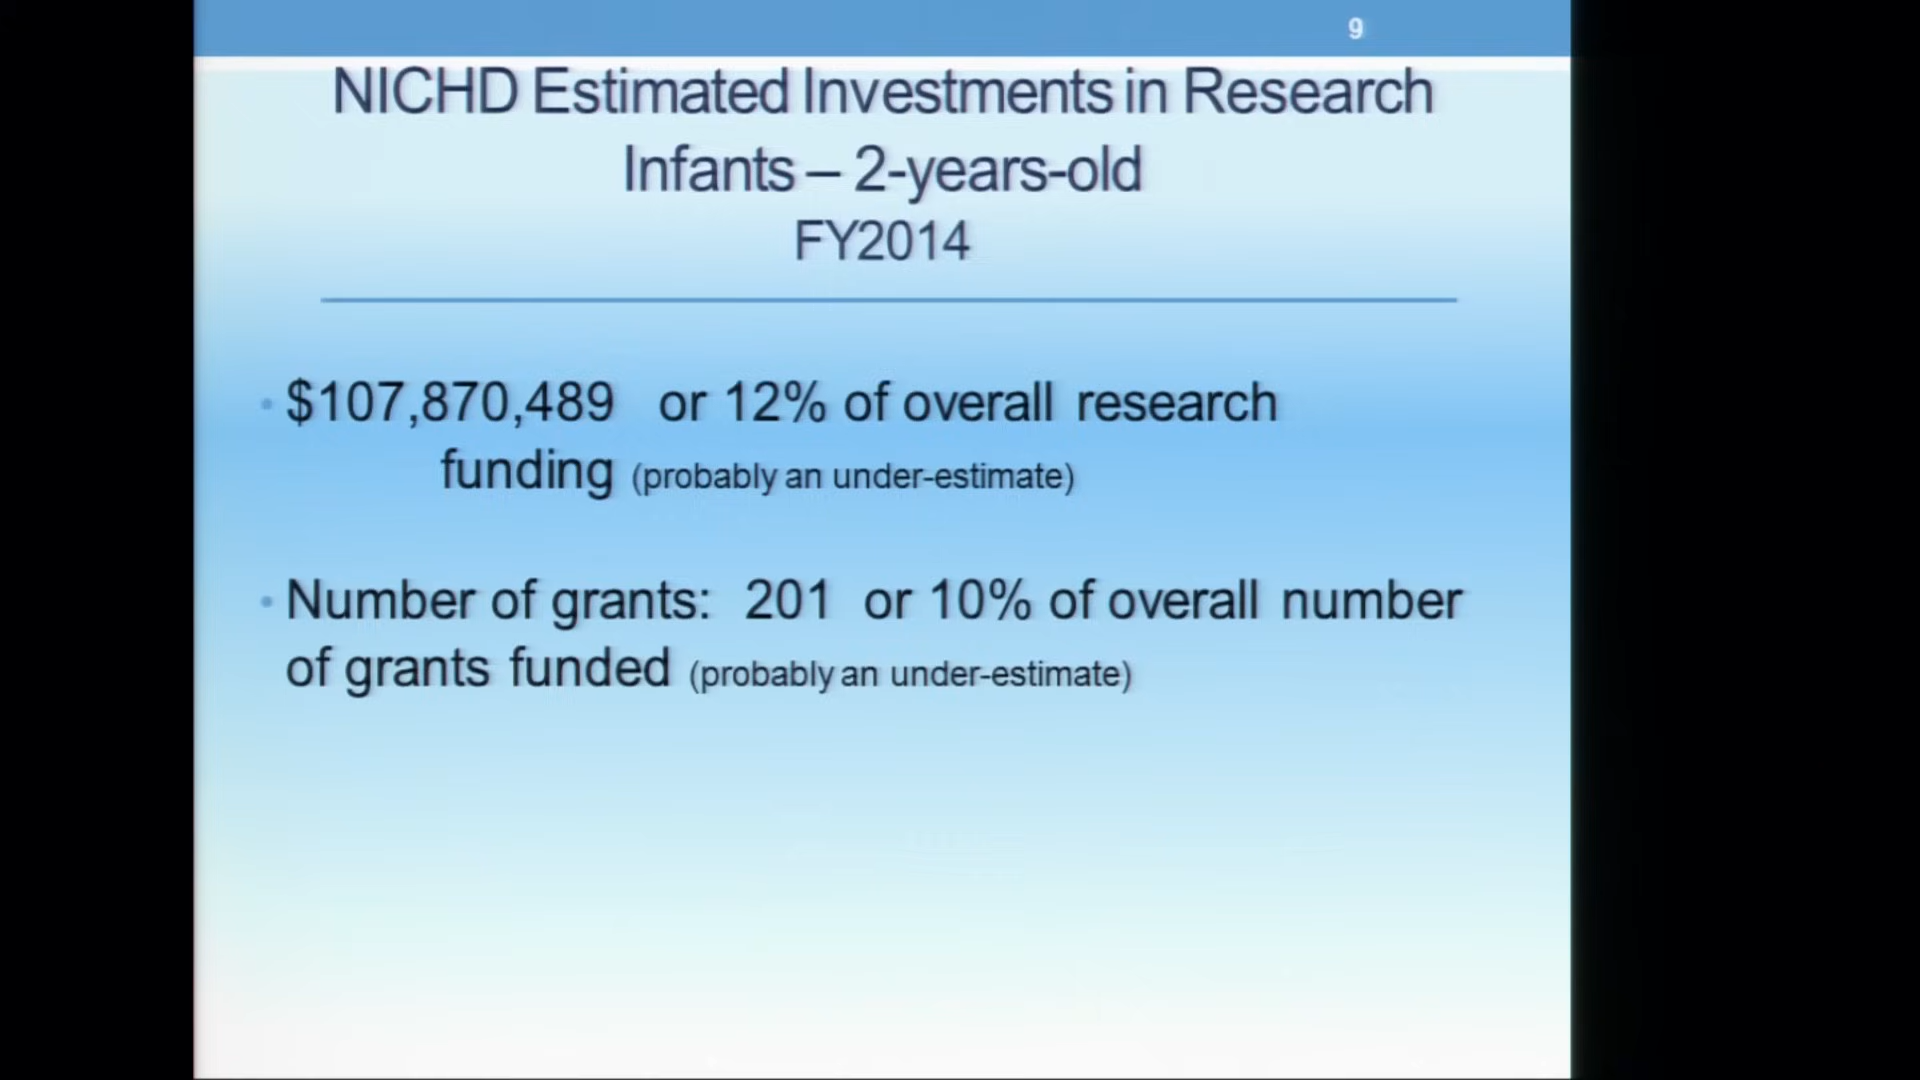 9
NICHD Estimated Investments in Research
Infants – 2-years-old
FY2014
• $107,870,489 or 12% of overall research
funding (probably an under-estimate)
• Number of grants: 201 or 10% of overall number
of grants funded (probably an under-estimate)